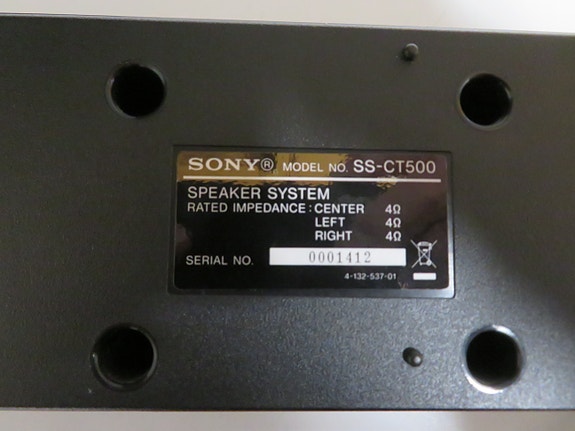 SONY® MODEL NO. SS-CT500
SPEAKER SYSTEM
RATED IMPEDANCE : CENTER 4Ω
LEFT 4Ω
RIGHT 4Ω
SERIAL NO. 0001412
4-132-537-01